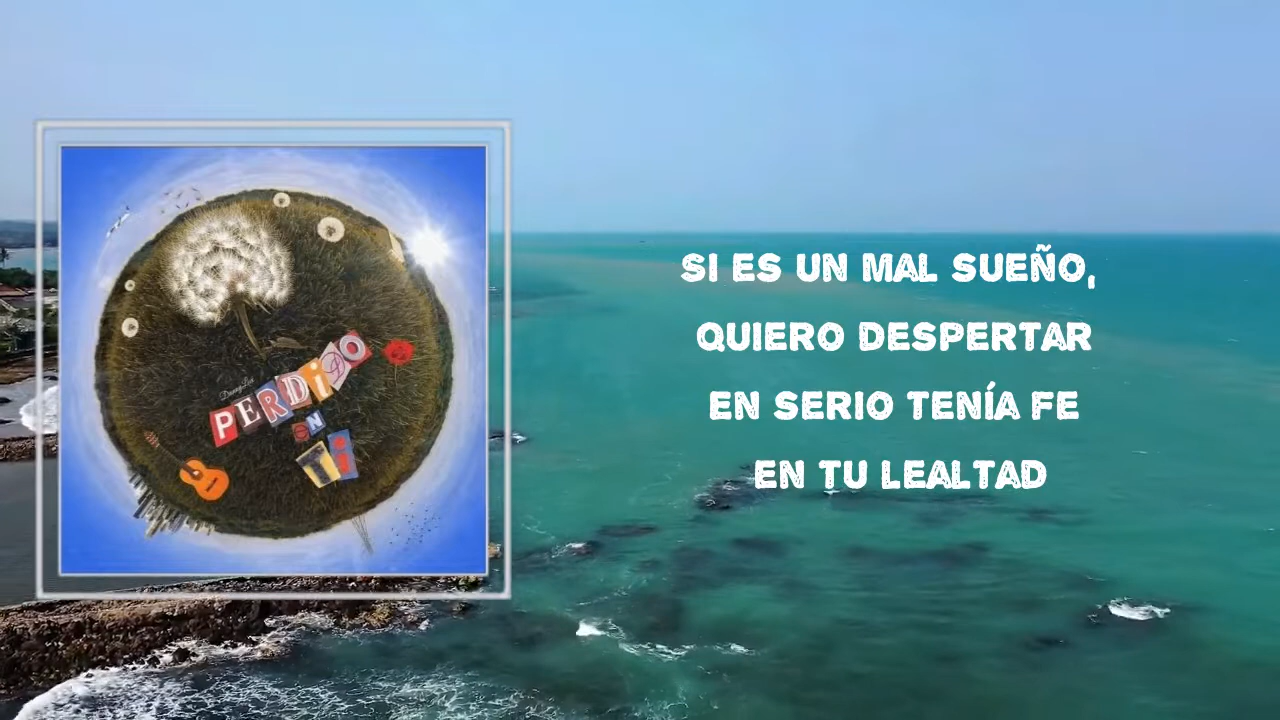 PERDiDO
EN
Ti
SI ES UN MAL SUEÑO,
QUIERO DESPERTAR
EN SERIO TENÍA FE
EN TU LEALTAD